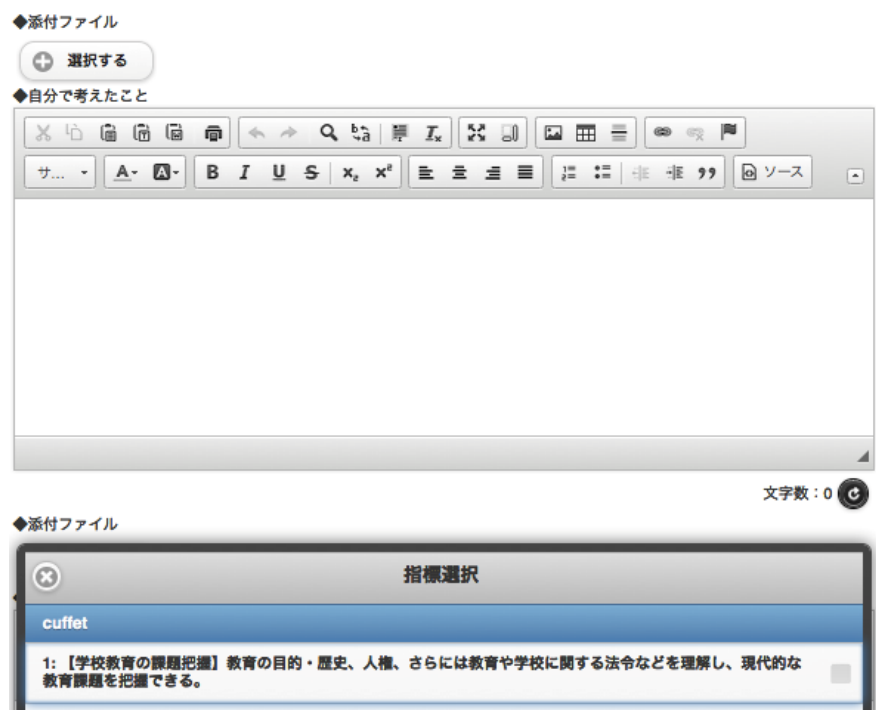 ◆添付ファイル
選択する
◆自分で考えたこと
サ...
B I U S x₂ x²
ソース
文字数：0
◆添付ファイル
指標選択
cuffet
1: 【学校教育の課題把握】教育の目的・歴史、人権、さらには教育や学校に関する法令などを理解し、現代的な
教育課題を把握できる。